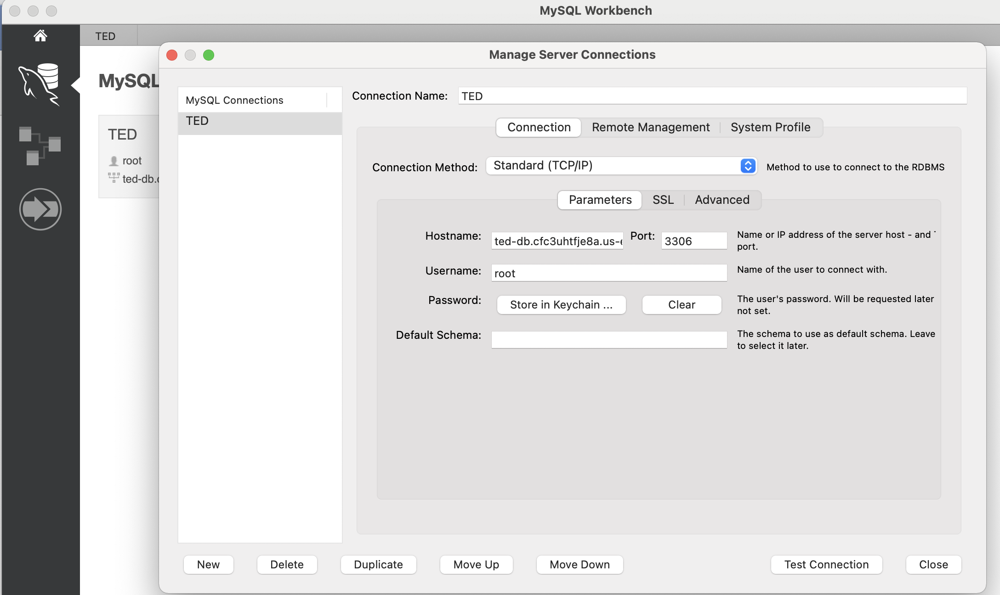 MySQL Workbench
TED
Manage Server Connections
MySQL
TED
root
ted-db.
MySQL Connections
TED
Connection Name: TED
Connection Remote Management System Profile
Connection Method: Standard (TCP/IP) Method to use to connect to the RDBMS
Parameters SSL Advanced
Hostname: ted-db.cfc3uhtfje8a.us- Port: 3306 Name or IP address of the server host - and
port.
Username: root Name of the user to connect with.
Password: Store in Keychain ... Clear The user's password. Will be requested later
not set.
Default Schema: The schema to use as default schema. Leave
to select it later.
New Delete Duplicate Move Up Move Down Test Connection Close